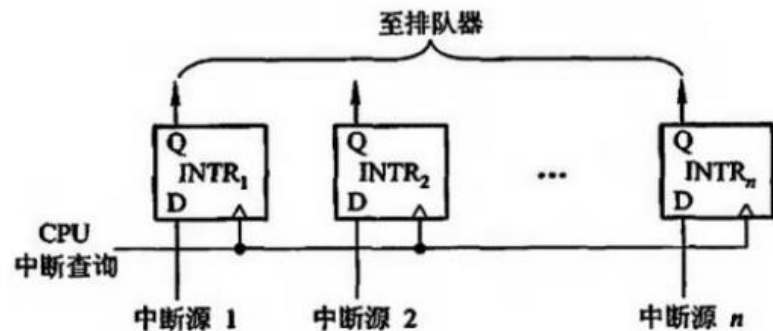 至排队器
Q Q Q
INTR₁ INTR₂ ... INTRₙ
D D D
CPU
中断查询
中断源 1 中断源 2 中断源 n